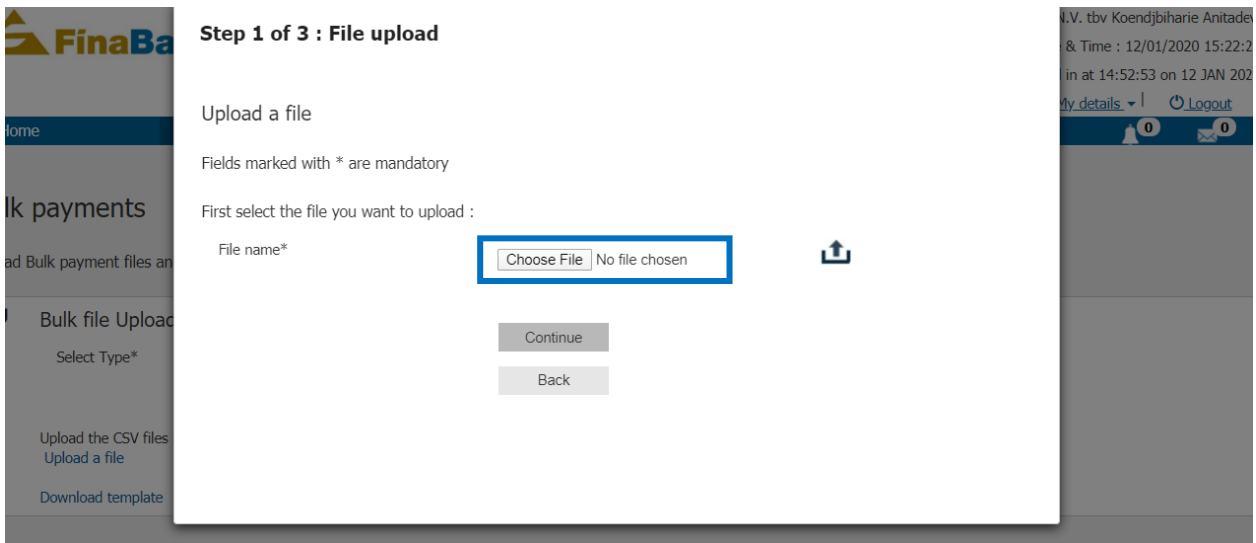 FinaBa
Step 1 of 3 : File upload
N.V. tbv Koendjbiharie Anitadev
& Time : 12/01/2020 15:22:2
in at 14:52:53 on 12 JAN 202
My details
Logout
Home
0
0
Upload a file
Fields marked with * are mandatory
lk payments
First select the file you want to upload :
File name*
Choose File No file chosen
ad Bulk payment files an
Bulk file Upload
Continue
Select Type*
Back
Upload the CSV files
Upload a file
Download template